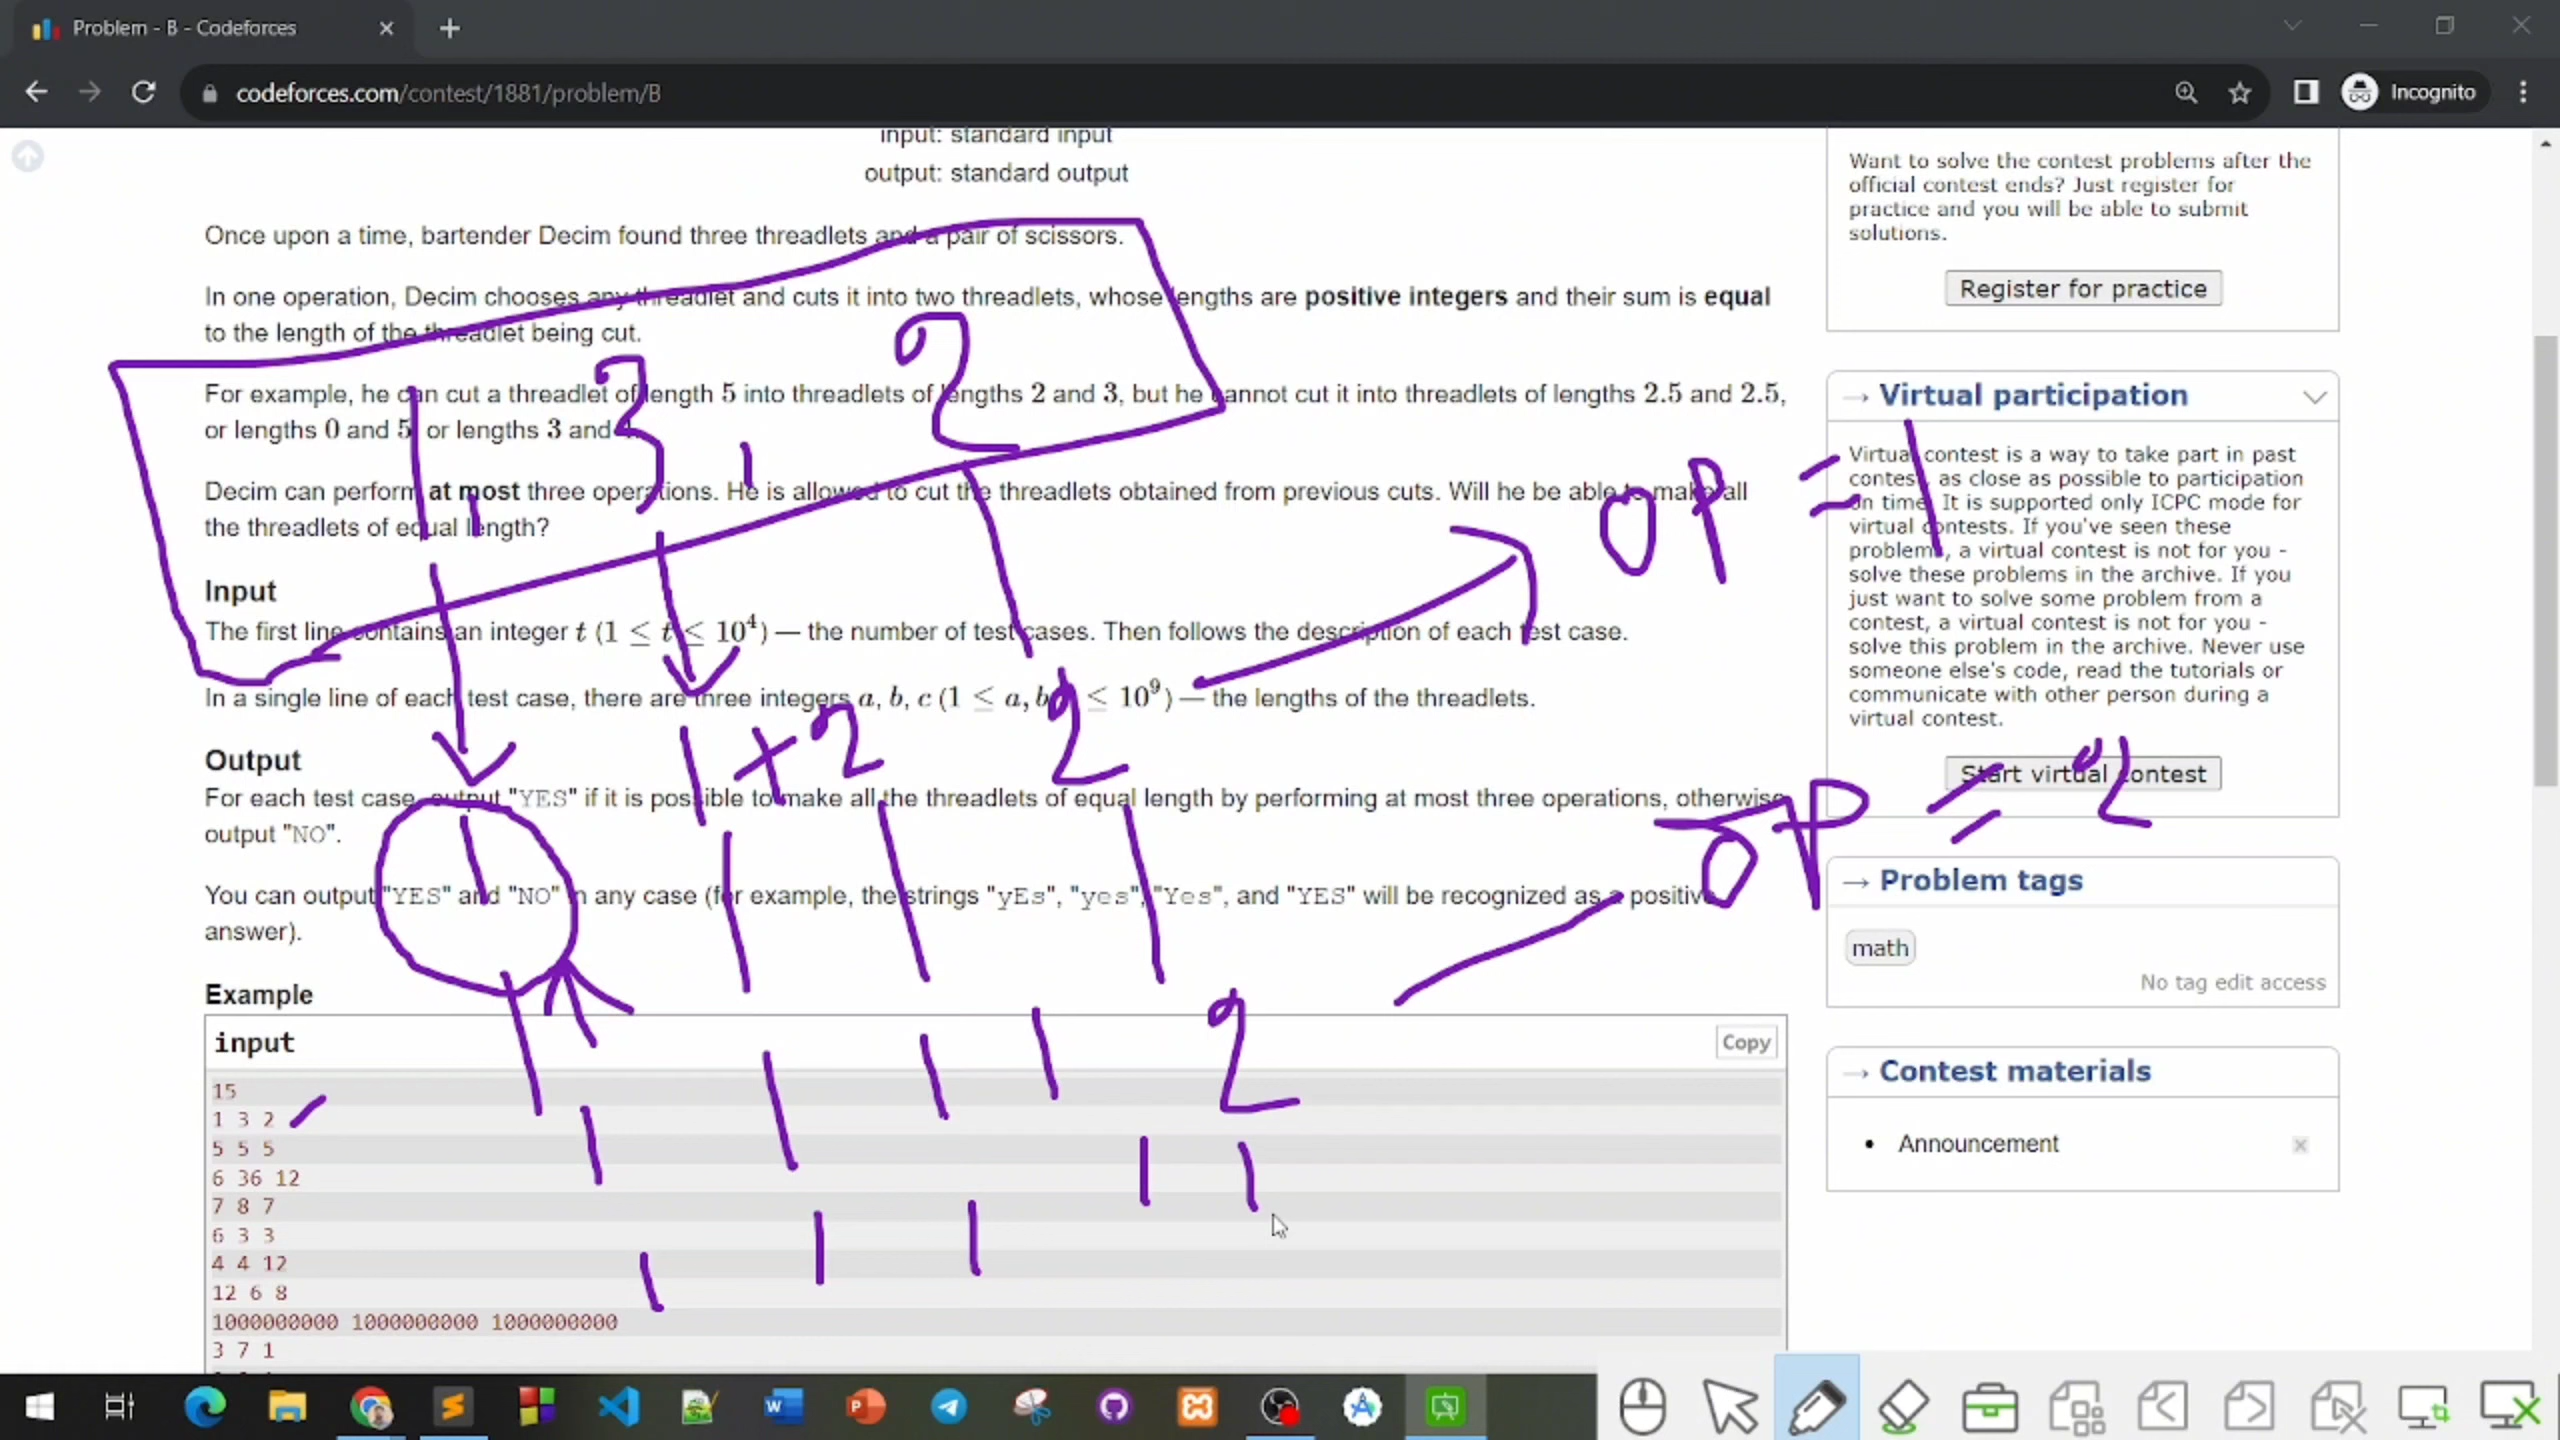 Problem - B - Codeforces
codeforces.com/contest/1881/problem/B
Incognito
input: standard input
output: standard output
Once upon a time, bartender Decim found three threadlets and a pair of scissors.
In one operation, Decim chooses any threadlet and cuts it into two threadlets, whose lengths are positive integers and their sum is equal
to the length of the threadlet being cut.
For example, he can cut a threadlet of length 5 into threadlets of lengths 2 and 3, but he cannot cut it into threadlets of lengths 2.5 and 2.5,
or lengths 0 and 5, or lengths 3 and
Decim can perform at most three operations. He is allowed to cut the threadlets obtained from previous cuts. Will he be able to make all
the threadlets of equal length?
Input
The first line contains an integer t (1 ≤ t ≤ 10⁴) — the number of test cases. Then follows the description of each test case.
In a single line of each test case, there are three integers a, b, c (1 ≤ a, b ≤ 10⁹) — the lengths of the threadlets.
Output
For each test case, output "YES" if it is possible to make all the threadlets of equal length by performing at most three operations, otherwise
output "NO".
You can output "YES" and "NO" in any case (for example, the strings "yEs", "yes", "Yes", and "YES" will be recognized as a positive
answer).
Example
input
Copy
15
1 3 2
5 5 5
6 36 12
7 8 7
6 3 3
4 4 12
12 6 8
1000000000 1000000000 1000000000
3 7 1
Want to solve the contest problems after the
official contest ends? Just register for
practice and you will be able to submit
solutions.
Register for practice
→ Virtual participation
Virtual contest is a way to take part in past
contest, as close as possible to participation
on time. It is supported only ICPC mode for
virtual contests. If you've seen these
problems, a virtual contest is not for you -
solve these problems in the archive. If you
just want to solve some problem from a
contest, a virtual contest is not for you -
solve this problem in the archive. Never use
someone else's code, read the tutorials or
communicate with other person during a
virtual contest.
Start virtual contest
→ Problem tags
math
No tag edit access
→ Contest materials
Announcement
1, 3, 2
OP = 1
1 1+2 2
OP = 2
1 1 1 1 2
1 1 1 1 1 1